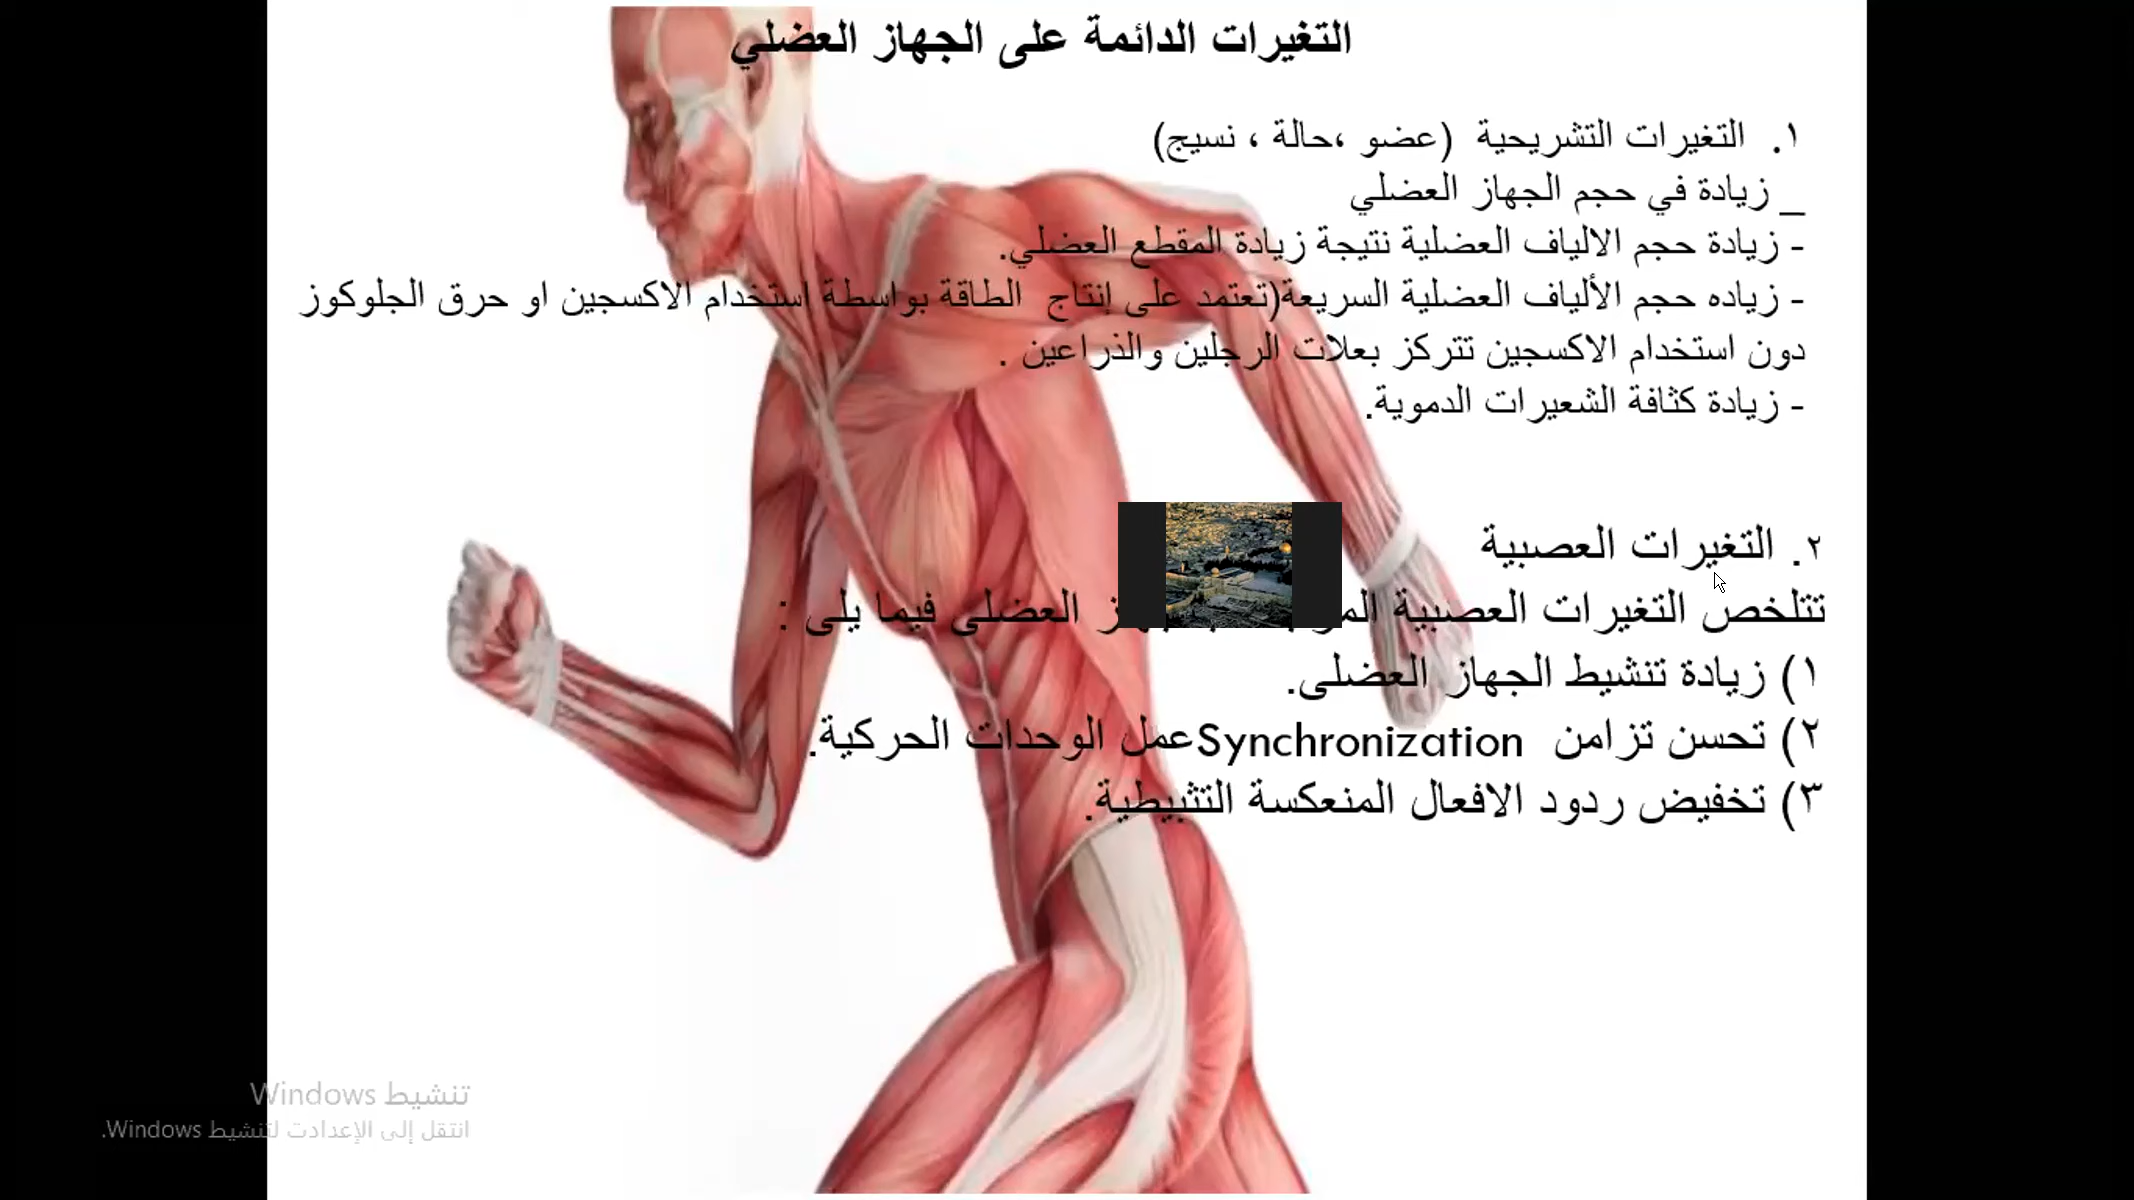 التغيرات الدائمة على الجهاز العضلي
١. التغيرات التشريحية (عضو ،حالة ، نسيج)
_ زيادة في حجم الجهاز العضلي
- زيادة حجم الالياف العضلية نتيجة زيادة المقطع العضلي.
- زياده حجم الألياف العضلية السريعة(تعتمد على إنتاج الطاقة بواسطة استخدام الاكسجين او حرق الجلوكوز
دون استخدام الاكسجين تتركز بعلات الرجلين والذراعين .
- زيادة كثافة الشعيرات الدموية.
٢. التغيرات العصبية
تتلخص التغيرات العصبية العضلى فيما يلى :
١) زيادة تنشيط الجهاز العضلى.
٢) تحسن تزامن Synchronizationعمل الوحدات الحركية.
٣) تخفيض ردود الافعال المنعكسة التثبيطية.
تنشيط Windows
انتقل إلى الإعدادت لتنشيط Windows.